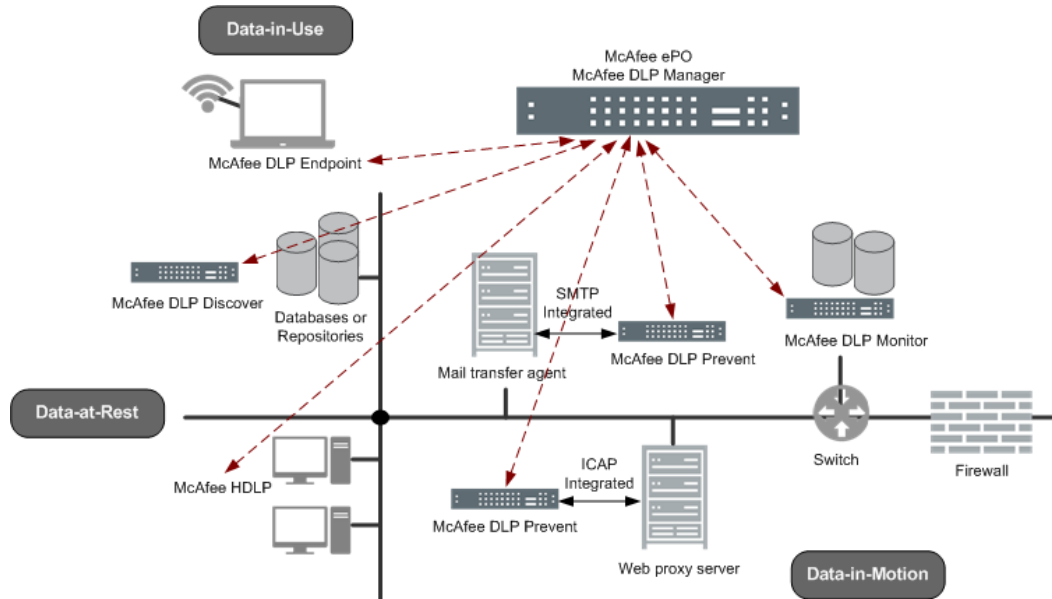 Data-in-Use
McAfee ePO
McAfee DLP Manager
McAfee DLP Endpoint
McAfee DLP Discover
Databases or
Repositories
SMTP
Integrated
Mail transfer agent
McAfee DLP Prevent
McAfee DLP Monitor
Data-at-Rest
Switch
Firewall
McAfee HDLP
ICAP
Integrated
McAfee DLP Prevent
Web proxy server
Data-in-Motion